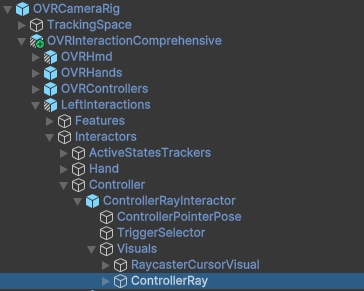 OVRCameraRig
TrackingSpace
OVRInteractionComprehensive
OVRHmd
OVRHands
OVRControllers
LeftInteractions
Features
Interactors
ActiveStatesTrackers
Hand
Controller
ControllerRayInteractor
ControllerPointerPose
TriggerSelector
Visuals
RaycasterCursorVisual
ControllerRay